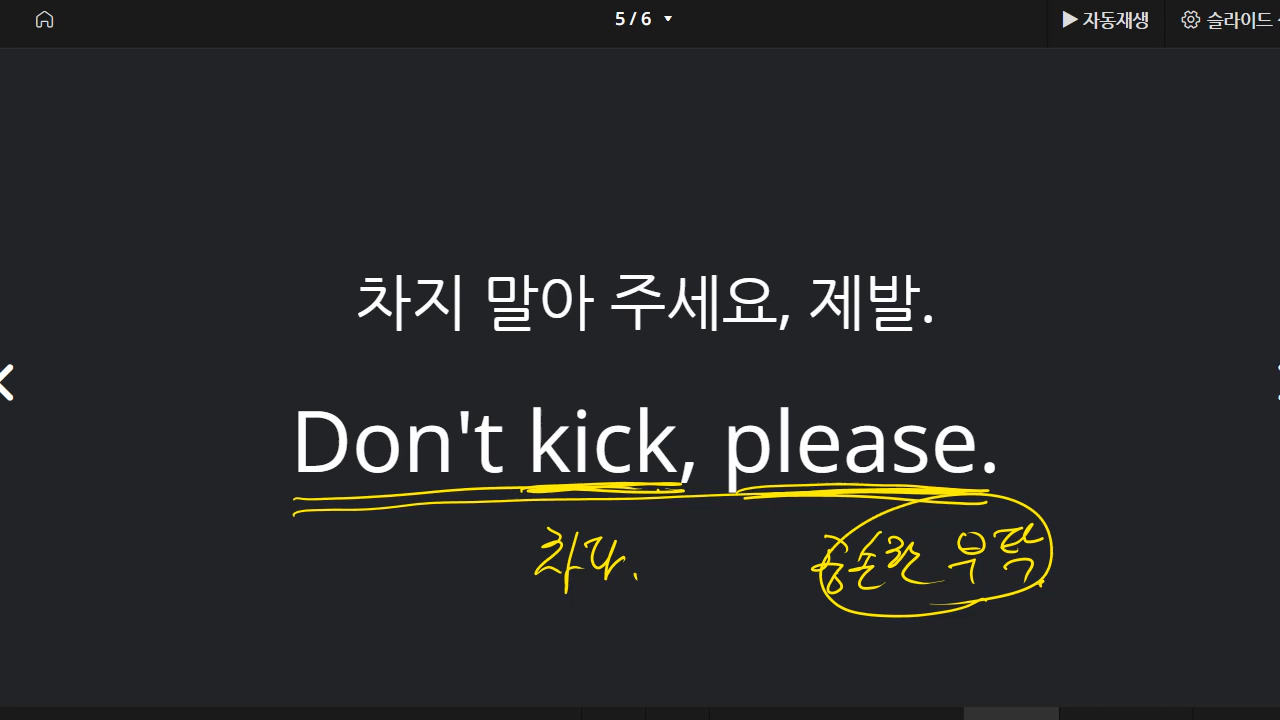 5 / 6
자동재생
슬라이드
차지 말아 주세요, 제발.
Don't kick, please.
차다.
공손한 부탁